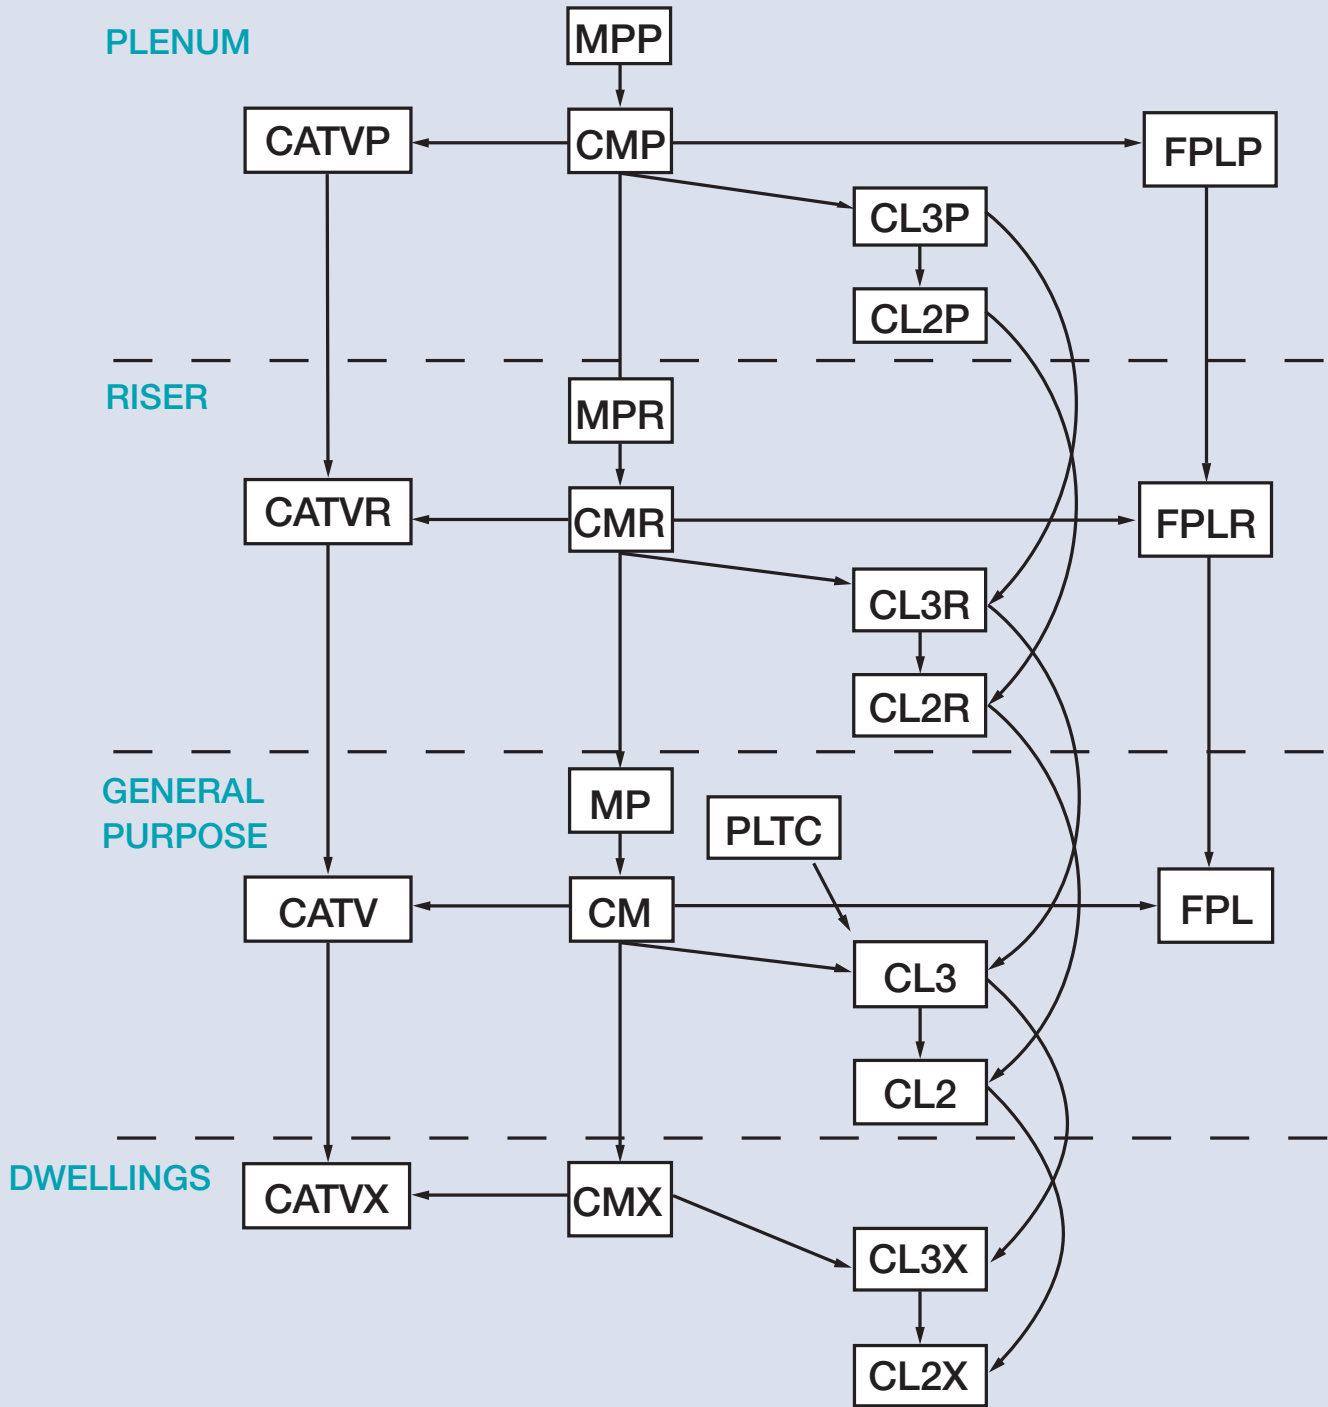 PLENUM
MPP
CATVP
CMP
FPLP
CL3P
CL2P
RISER
MPR
CATVR
CMR
FPLR
CL3R
CL2R
GENERAL
PURPOSE
MP
PLTC
CATV
CM
FPL
CL3
CL2
DWELLINGS
CATVX
CMX
CL3X
CL2X